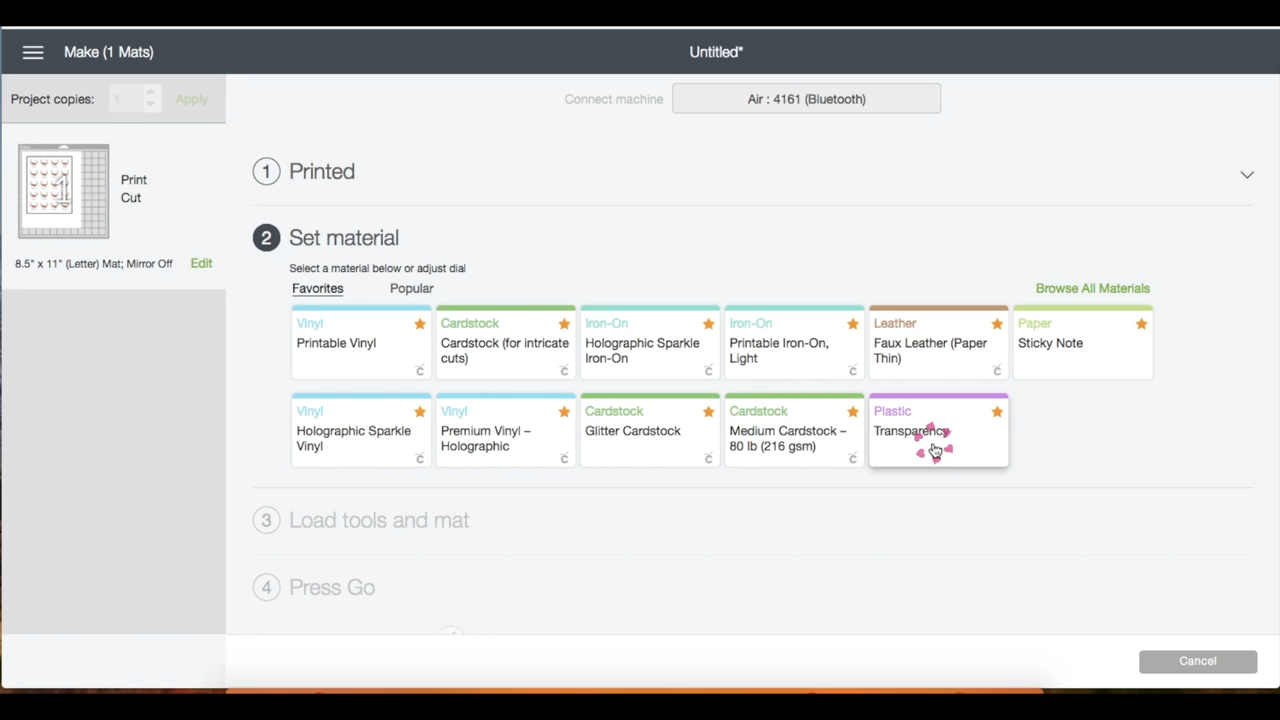 Make (1 Mats)
Untitled*
Project copies: 1 Apply
Connect machine Air : 4161 (Bluetooth)
1 Printed
1
Print
Cut
8.5" x 11" (Letter) Mat; Mirror Off Edit
2 Set material
Select a material below or adjust dial
Favorites Popular Browse All Materials
Vinyl
Printable Vinyl
Cardstock
Cardstock (for intricate
cuts)
Iron-On
Holographic Sparkle
Iron-On
Iron-On
Printable Iron-On,
Light
Leather
Faux Leather (Paper
Thin)
Paper
Sticky Note
Vinyl
Holographic Sparkle
Vinyl
Vinyl
Premium Vinyl –
Holographic
Cardstock
Glitter Cardstock
Cardstock
Medium Cardstock –
80 lb (216 gsm)
Plastic
Transparency
3 Load tools and mat
4 Press Go
Cancel